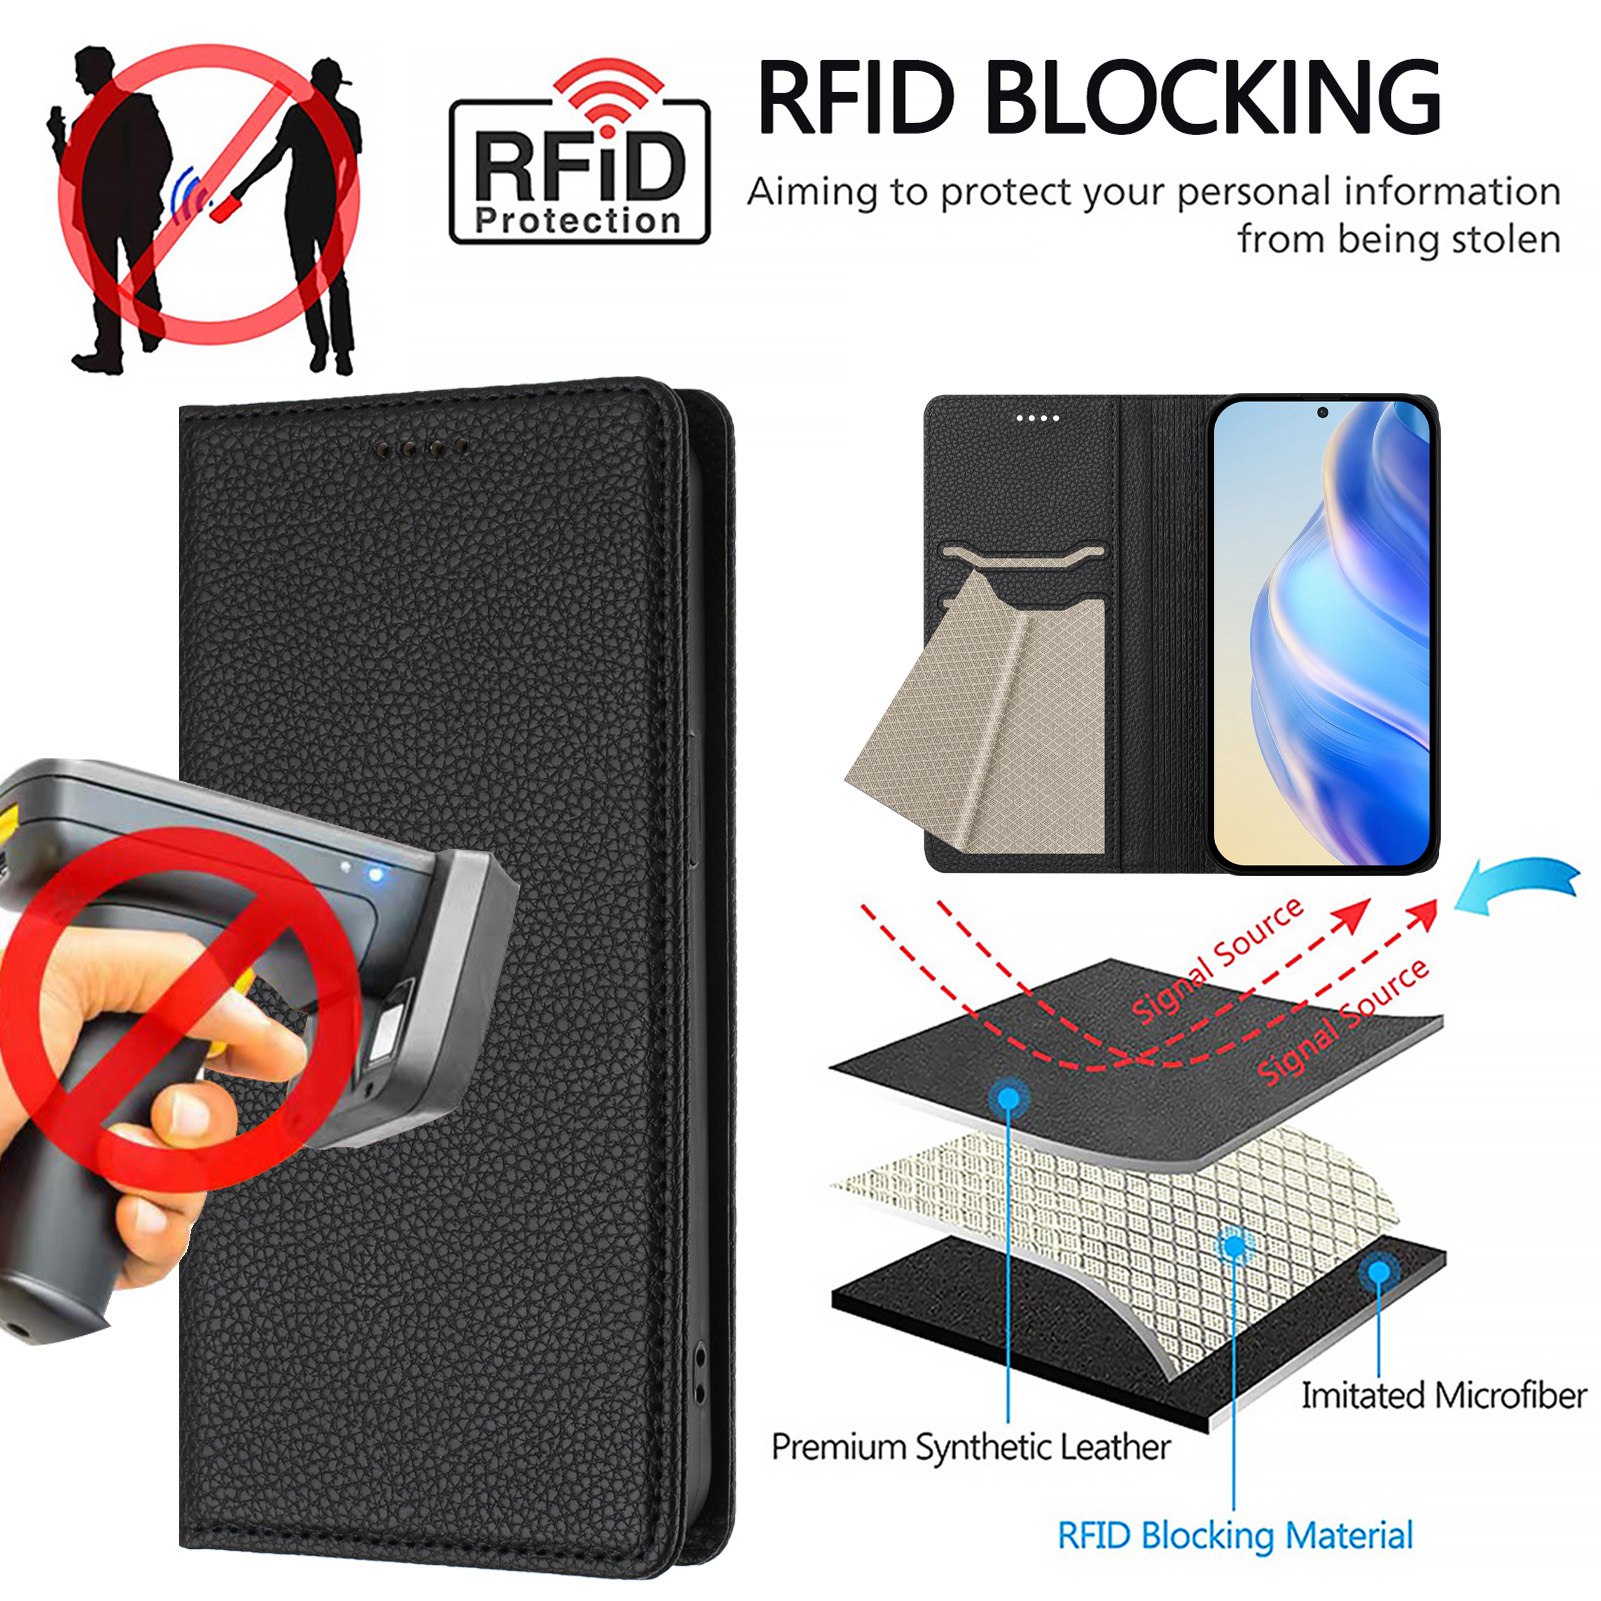 RFiD
Protection
RFID BLOCKING
Aiming to protect your personal information
from being stolen
Signal Source
Signal Source
Imitated Microfiber
Premium Synthetic Leather
RFID Blocking Material